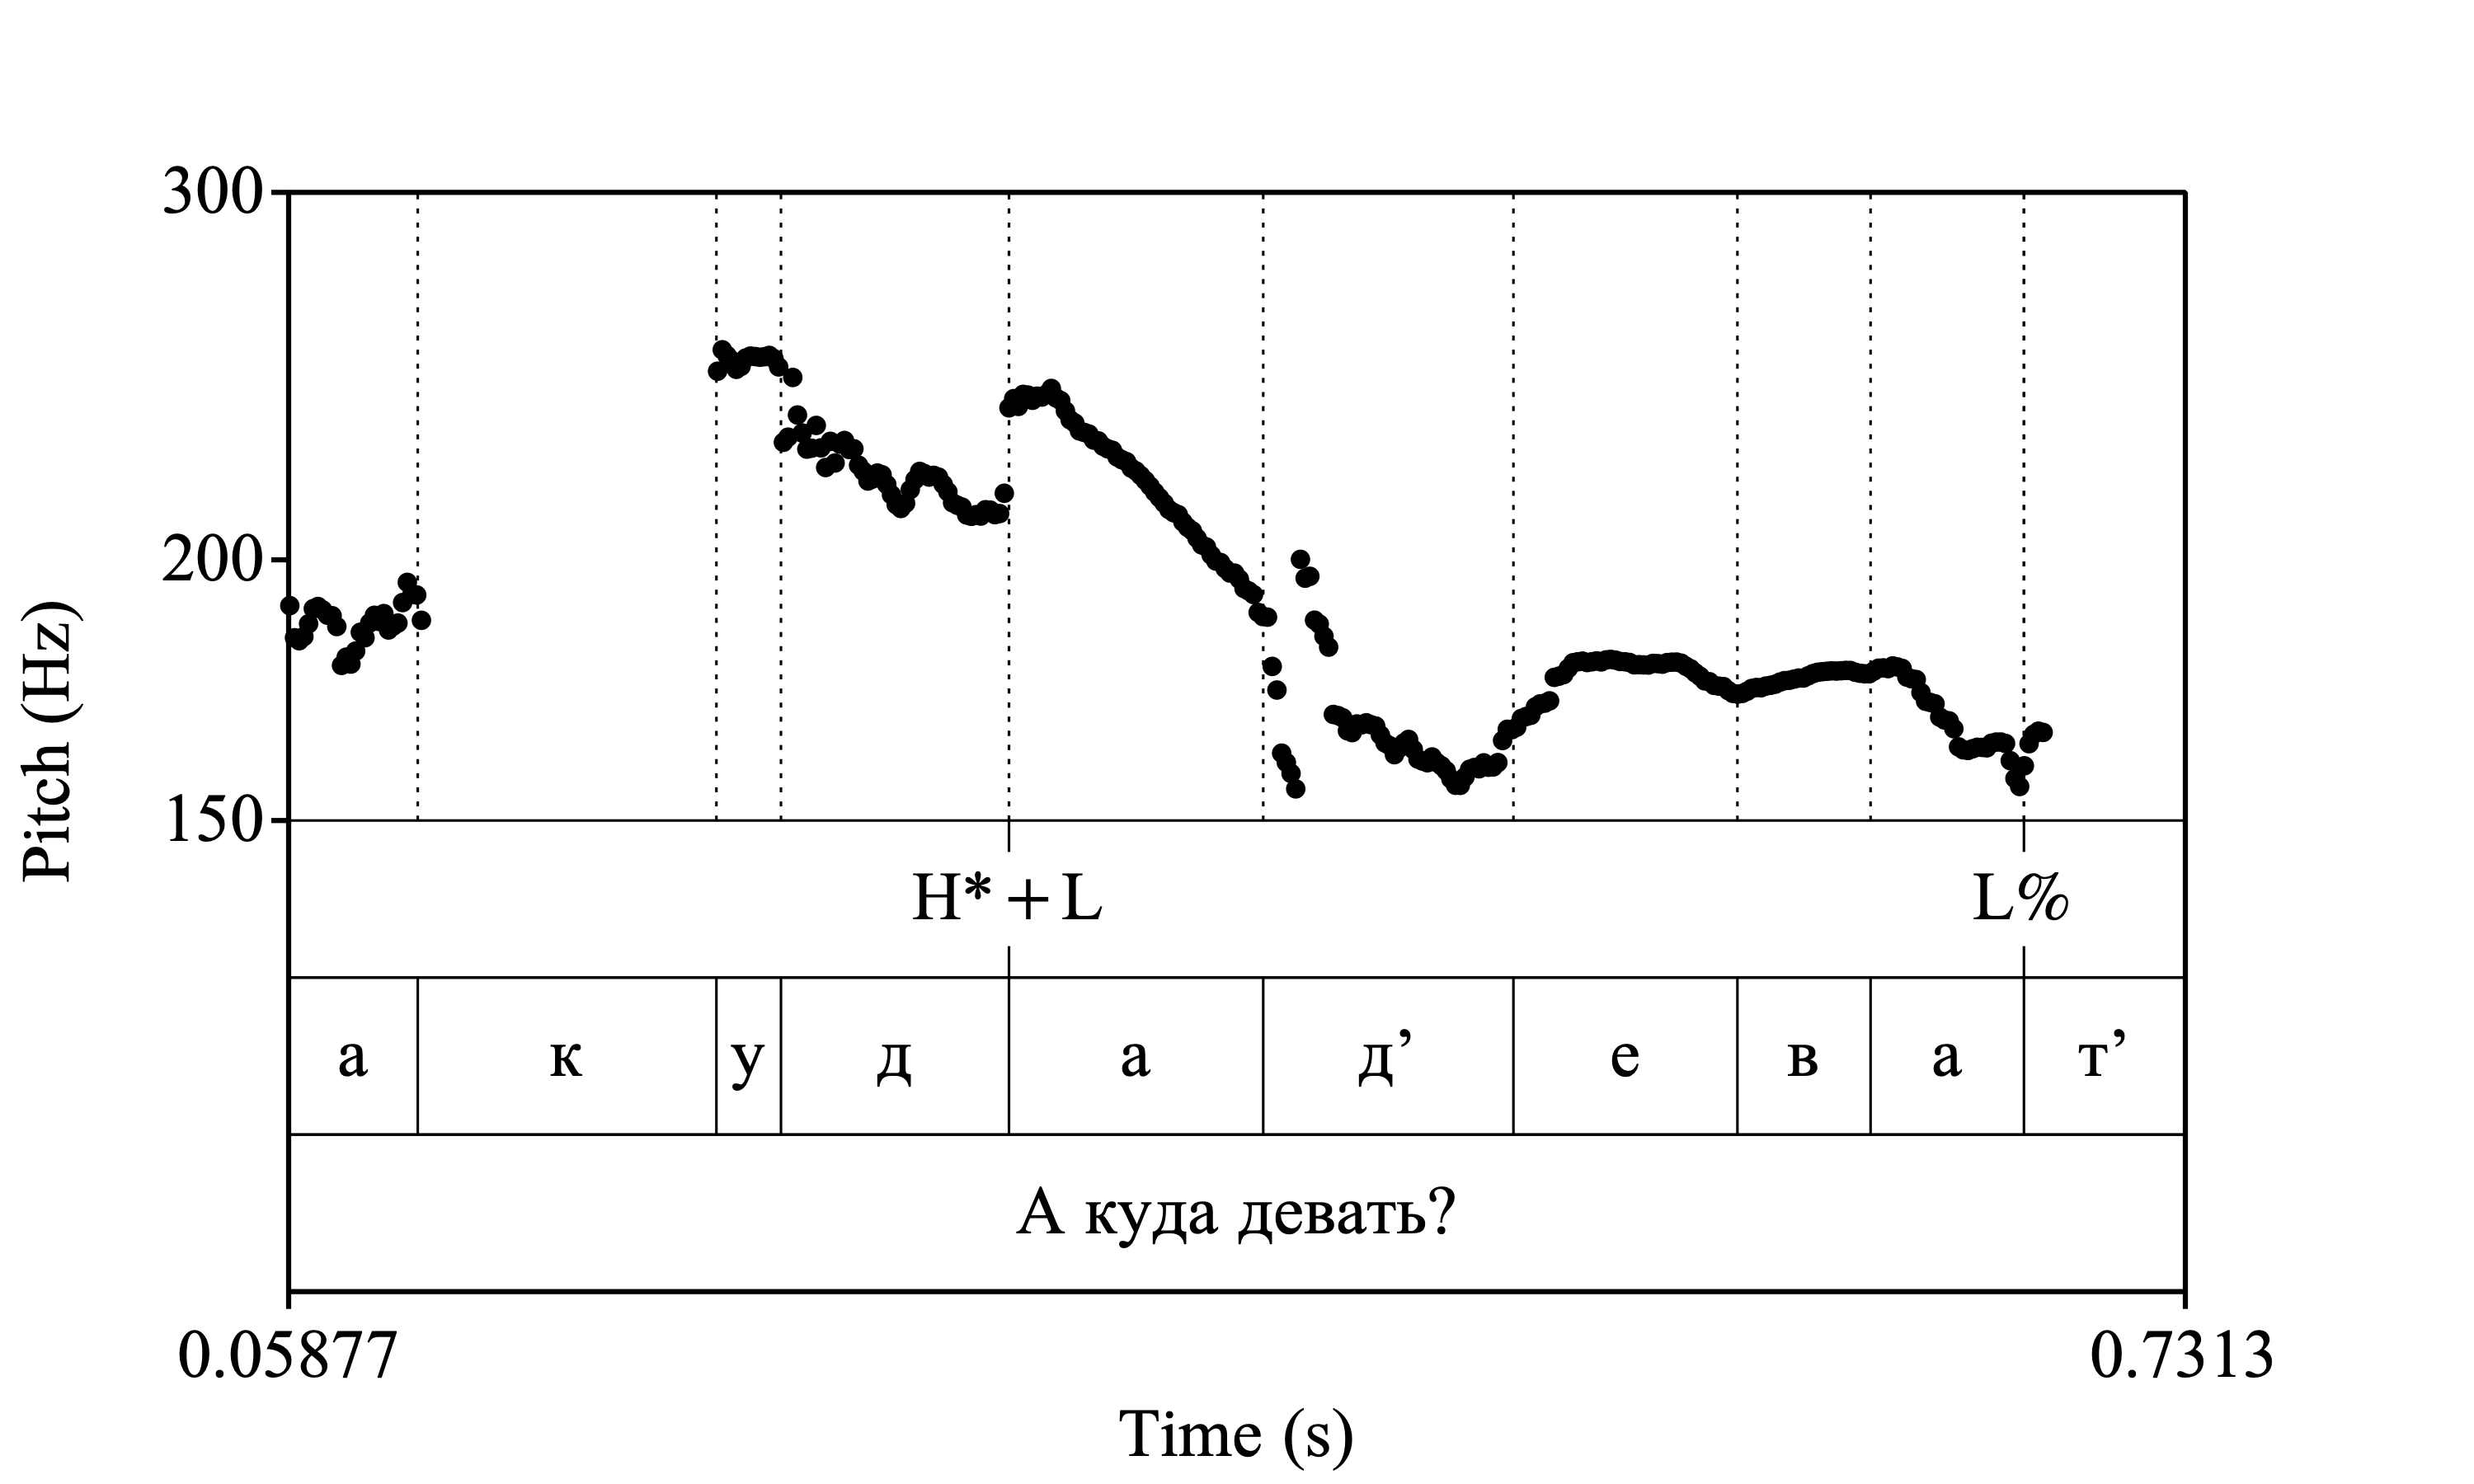 300
200
150
Pitch (Hz)
H* + L L%
а к у д а д’ е в а т’
А куда девать?
0.05877 0.7313
Time (s)